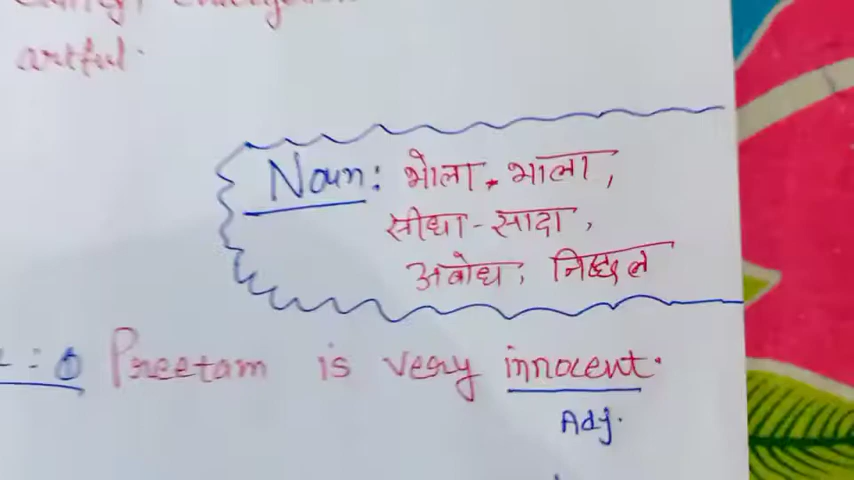 artful.
Noun: भोला - भाला,
सीधा - सादा,
अबोध, निश्छल
Preetam is very innocent.
Adj.